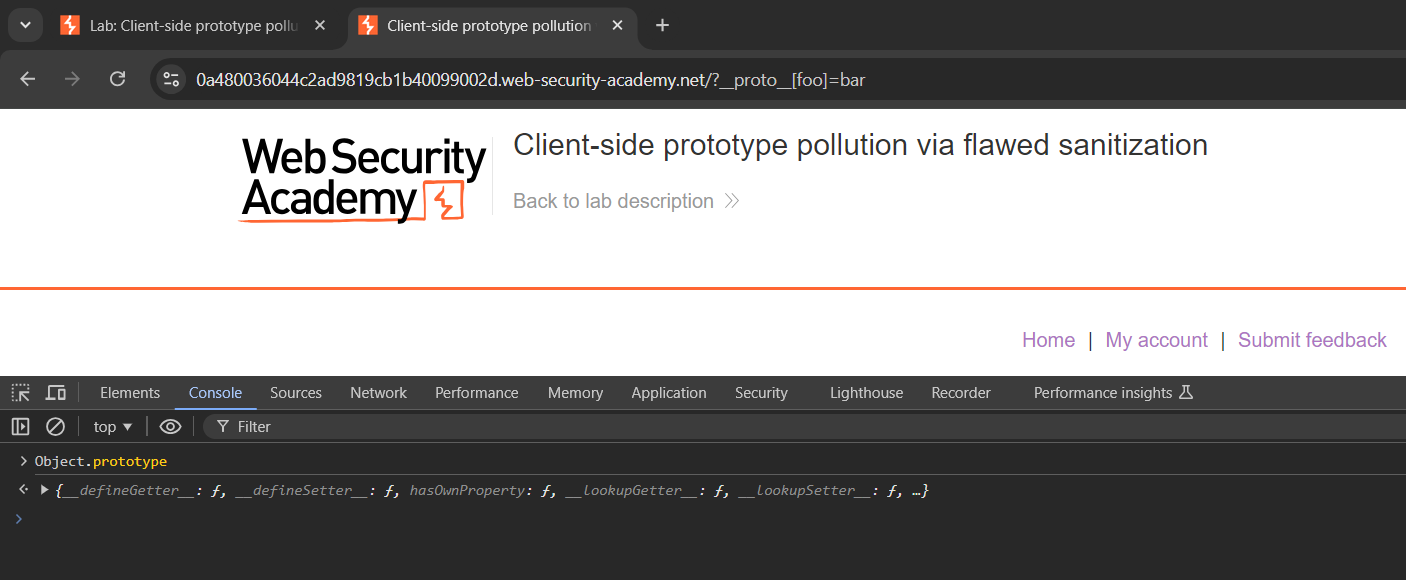 Lab: Client-side prototype pollu
Client-side prototype pollution
0a480036044c2ad9819cb1b40099002d.web-security-academy.net/?__proto__[foo]=bar
Web Security
Academy
Client-side prototype pollution via flawed sanitization
Back to lab description
Home | My account | Submit feedback
Elements Console Sources Network Performance Memory Application Security Lighthouse Recorder Performance insights
top Filter
> Object.prototype
{__defineGetter__: ƒ, __defineSetter__: ƒ, hasOwnProperty: ƒ, __lookupGetter__: ƒ, __lookupSetter__: ƒ, …}